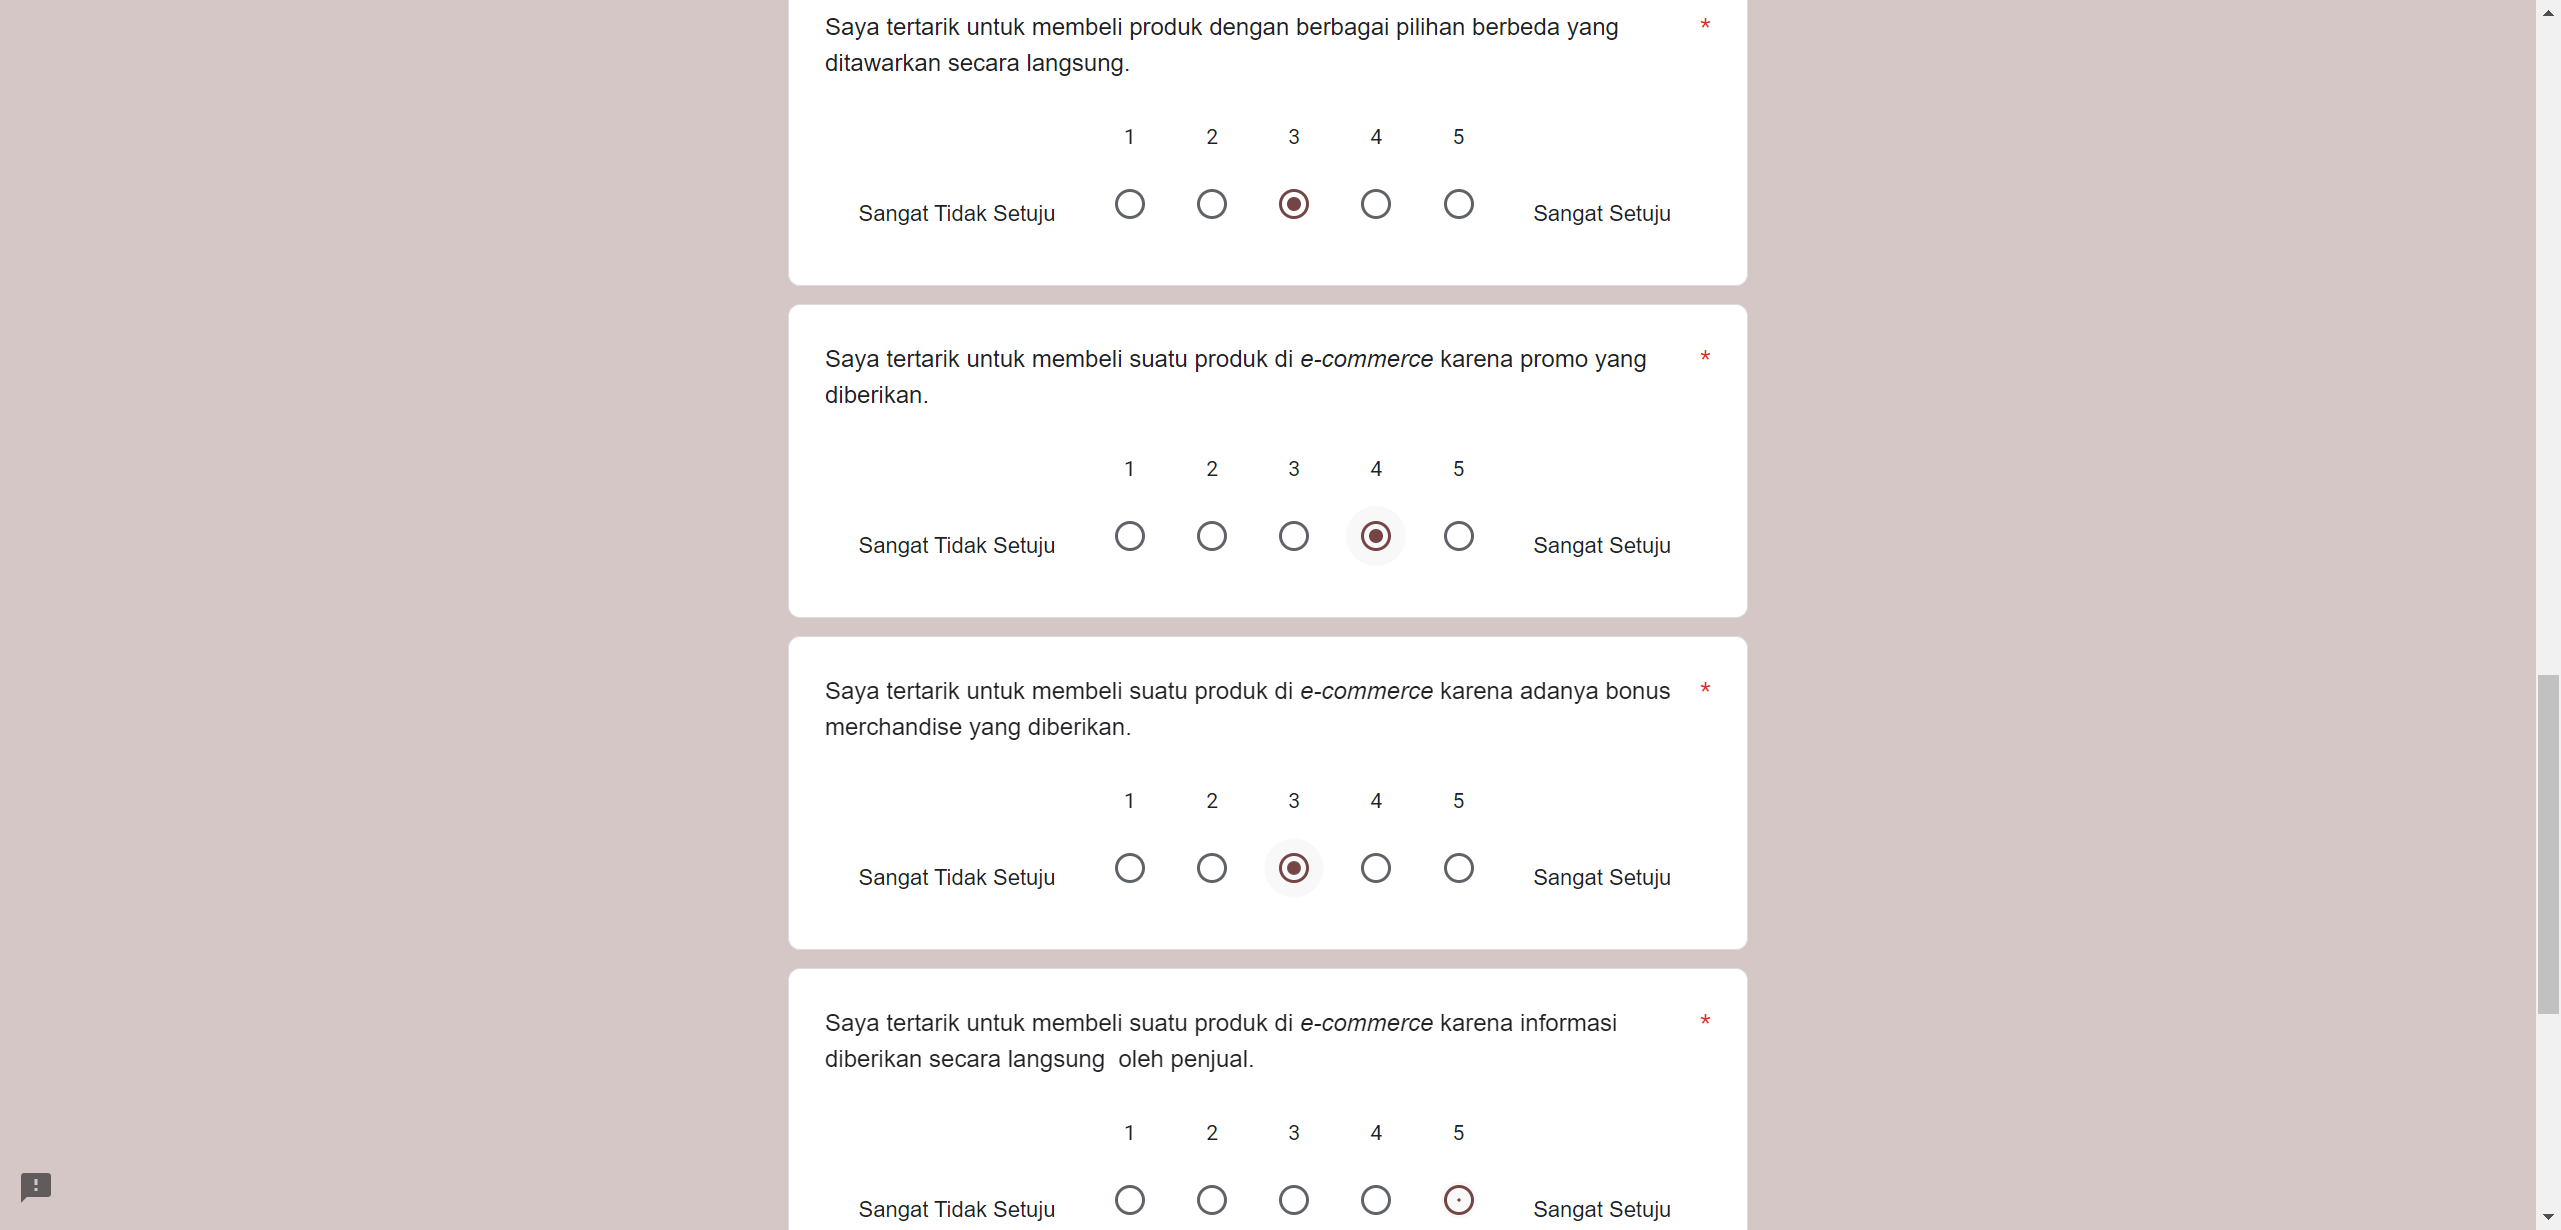 Saya tertarik untuk membeli produk dengan berbagai pilihan berbeda yang *
ditawarkan secara langsung.
1 2 3 4 5
Sangat Tidak Setuju Sangat Setuju
Saya tertarik untuk membeli suatu produk di e-commerce karena promo yang *
diberikan.
1 2 3 4 5
Sangat Tidak Setuju Sangat Setuju
Saya tertarik untuk membeli suatu produk di e-commerce karena adanya bonus *
merchandise yang diberikan.
1 2 3 4 5
Sangat Tidak Setuju Sangat Setuju
Saya tertarik untuk membeli suatu produk di e-commerce karena informasi *
diberikan secara langsung  oleh penjual.
1 2 3 4 5
Sangat Tidak Setuju Sangat Setuju